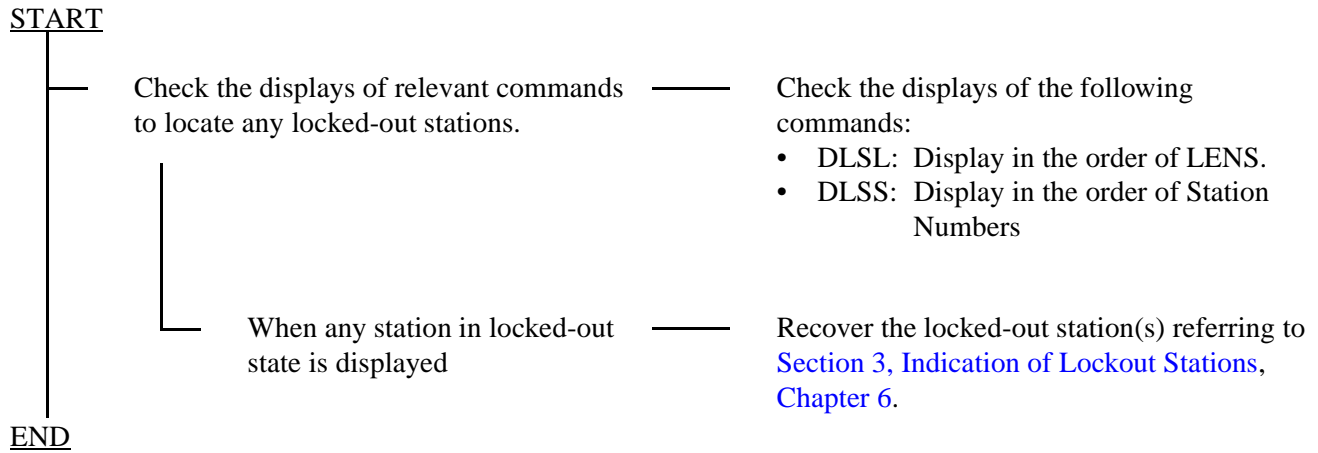 START
Check the displays of relevant commands
to locate any locked-out stations.
Check the displays of the following
commands:
• DLSL: Display in the order of LENS.
• DLSS: Display in the order of Station
Numbers
When any station in locked-out
state is displayed
Recover the locked-out station(s) referring to
Section 3, Indication of Lockout Stations,
Chapter 6.
END